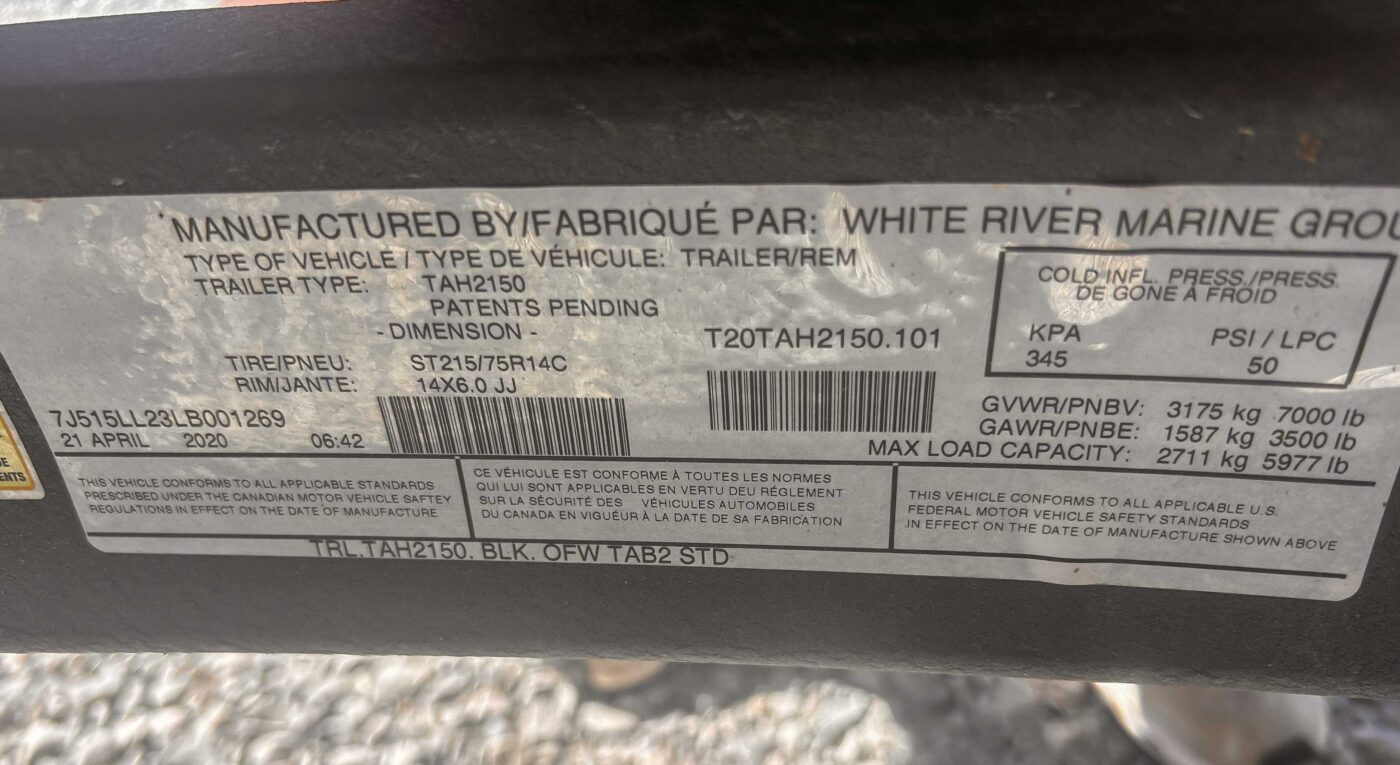 MANUFACTURED BY/FABRIQUÉ PAR: WHITE RIVER MARINE GROU
TYPE OF VEHICLE / TYPE DE VÉHICULE: TRAILER/REM
TRAILER TYPE: TAH2150
PATENTS PENDING
- DIMENSION -
TIRE/PNEU: ST215/75R14C
RIM/JANTE: 14X6.0 JJ
7J515LL23LB001269
21 APRIL 2020 06:42
T20TAH2150.101
COLD INFL. PRESS./PRESS.
DE GONE À FROID
KPA PSI / LPC
345 50
GVWR/PNBV: 3175 kg 7000 lb
GAWR/PNBE: 1587 kg 3500 lb
MAX LOAD CAPACITY: 2711 kg 5977 lb
THIS VEHICLE CONFORMS TO ALL APPLICABLE STANDARDS
PRESCRIBED UNDER THE CANADIAN MOTOR VEHICLE SAFTEY
REGULATIONS IN EFFECT ON THE DATE OF MANUFACTURE
CE VÉHICULE EST CONFORME À TOUTES LES NORMES
QUI LUI SONT APPLICABLES EN VERTU DEU RÉGLEMENT
SUR LA SÉCURITÉ DES VÉHICULES AUTOMOBILES
DU CANADA EN VIGUÉUR À LA DATE DE SA FABRICATION
THIS VEHICLE CONFORMS TO ALL APPLICABLE U.S.
FEDERAL MOTOR VEHICLE SAFETY STANDARDS
IN EFFECT ON THE DATE OF MANUFACTURE SHOWN ABOVE
TRL.TAH2150. BLK. OFW TAB2 STD